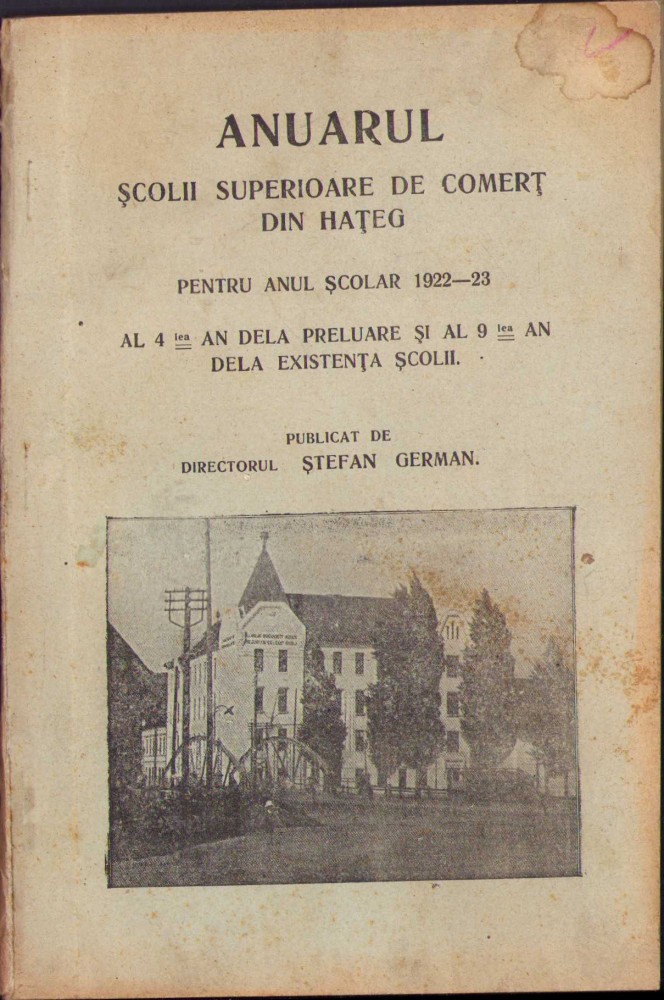 ANUARUL
ŞCOLII SUPERIOARE DE COMERŢ
DIN HAŢEG
PENTRU ANUL ŞCOLAR 1922—23
AL 4 lea AN DELA PRELUARE ŞI AL 9 lea AN
DELA EXISTENŢA ŞCOLII.
PUBLICAT DE
DIRECTORUL ŞTEFAN GERMAN.